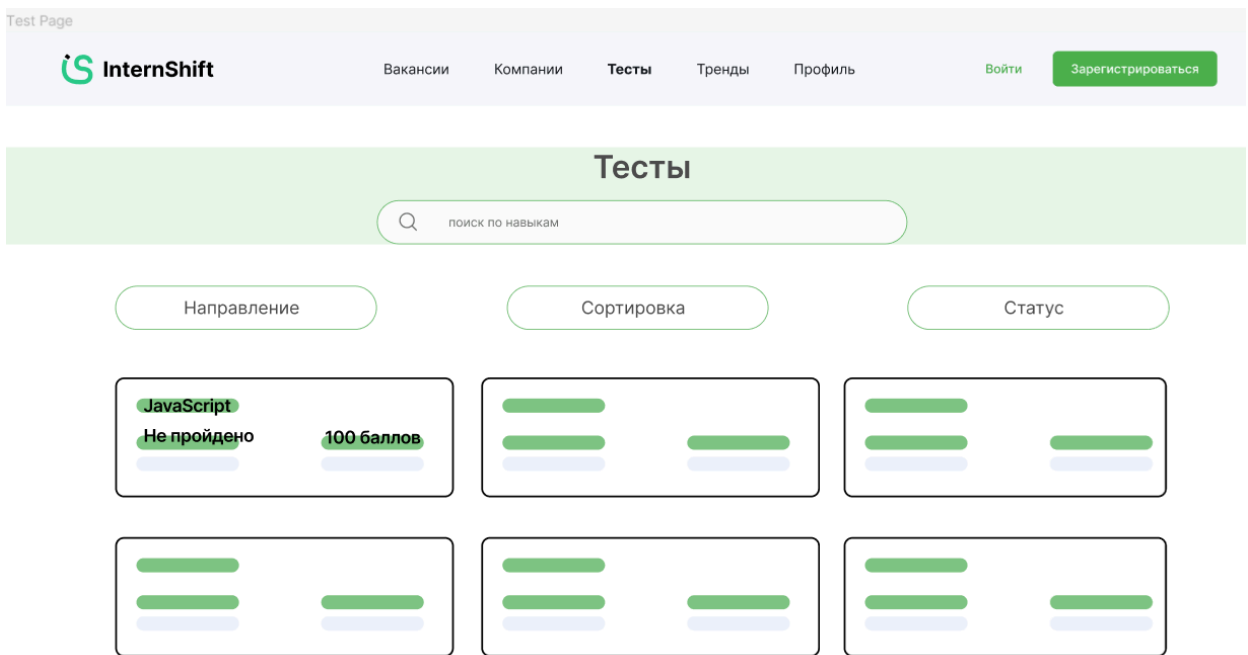 Test Page
InternShift
Вакансии Компании Тесты Тренды Профиль Войти Зарегистрироваться
Тесты
поиск по навыкам
Направление Сортировка Статус
JavaScript
Не пройдено 100 баллов